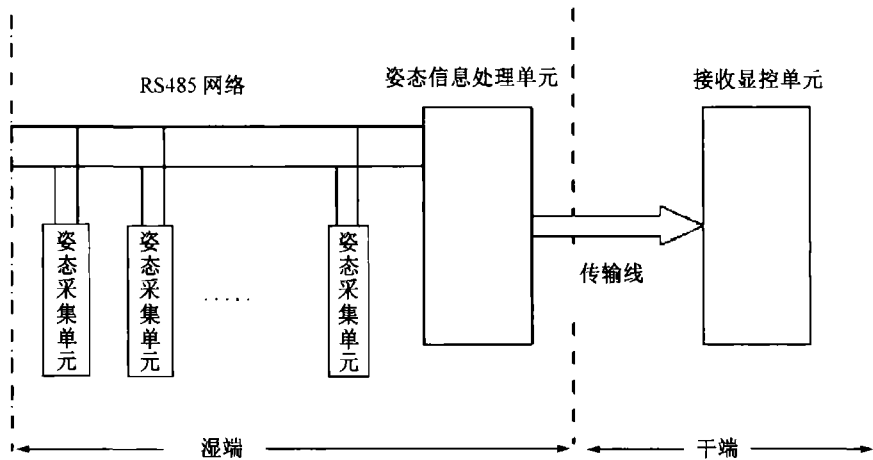 RS485 网络
姿态信息处理单元
接收显控单元
姿态采集单元
姿态采集单元
.....
姿态采集单元
传输线
湿端
干端